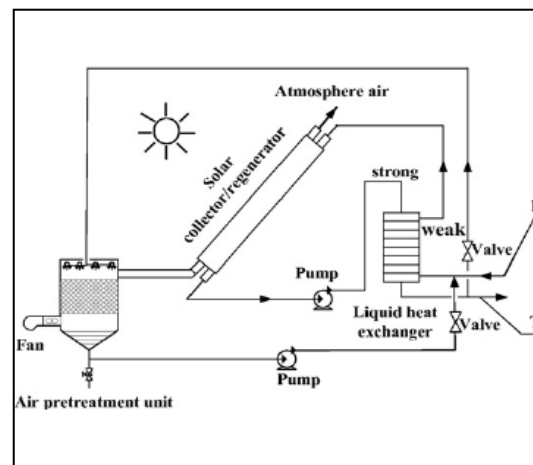 Atmosphere air
Solar
collector/regenerator
strong
weak
Valve
Pump
Liquid heat
exchanger
Valve
Fan
Pump
Air pretreatment unit